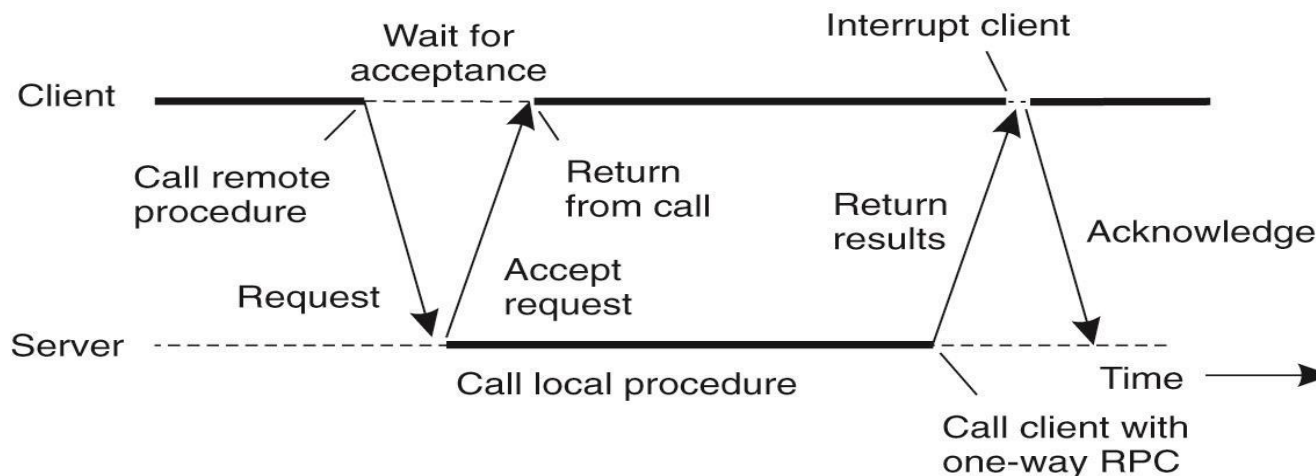 Interrupt client
Wait for
acceptance
Client
Call remote
procedure
Return
from call
Return
results
Acknowledge
Request
Accept
request
Server
Call local procedure
Time
Call client with
one-way RPC